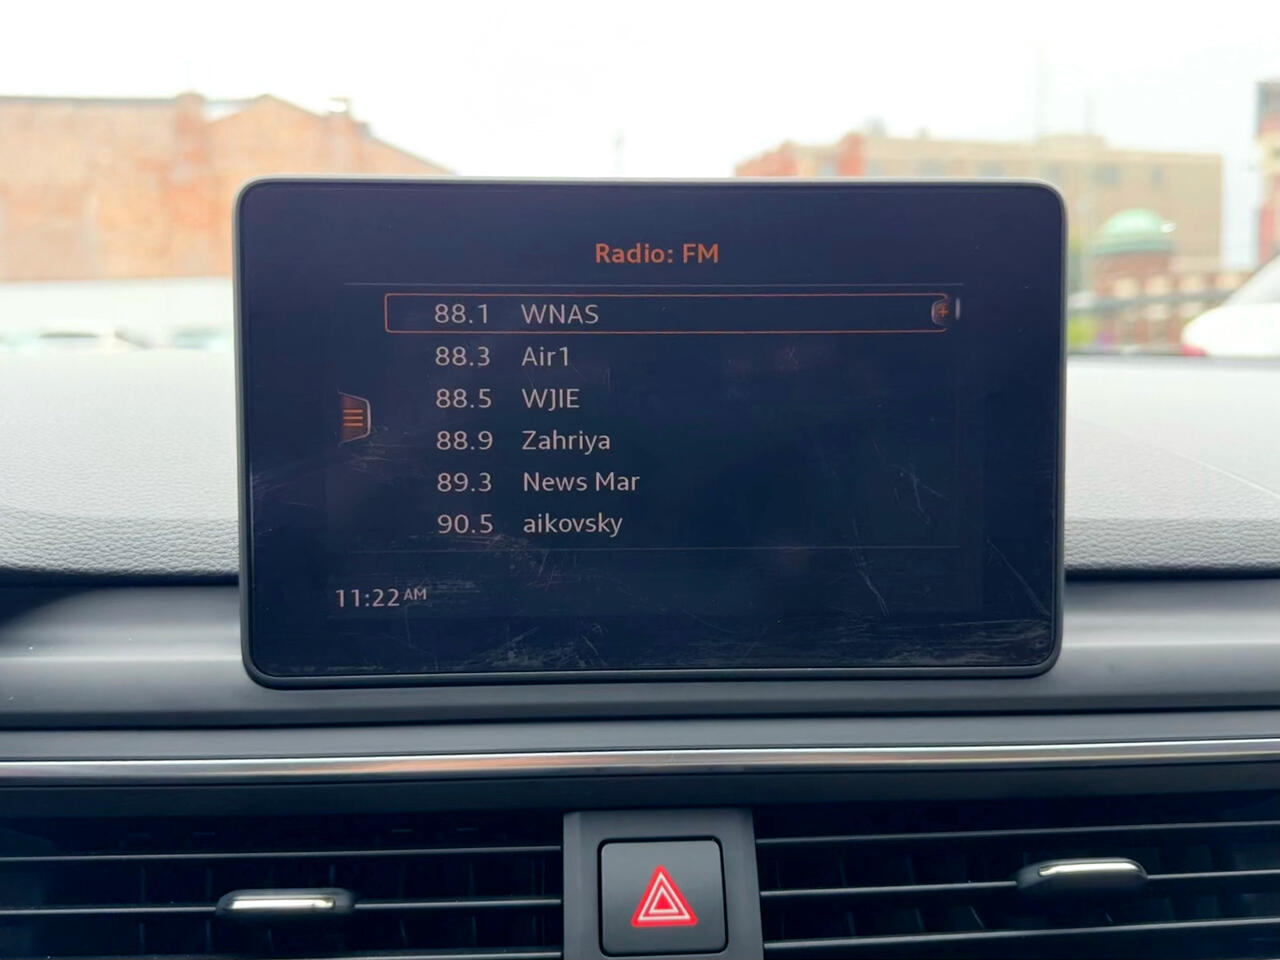 Radio: FM
88.1 WNAS
88.3 Air1
88.5 WJIE
88.9 Zahriya
89.3 News Mar
90.5 aikovsky
11:22 AM